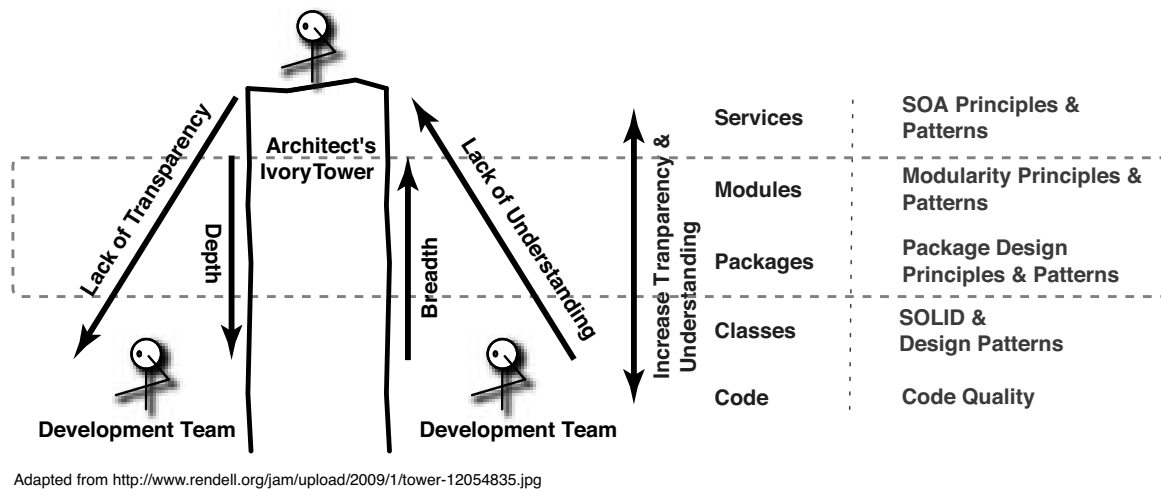 Architect's
Ivory Tower
Lack of Transparency
Depth
Breadth
Lack of Understanding
Development Team
Development Team
Increase Tranparency &
Understanding
Services
SOA Principles &
Patterns
Modules
Modularity Principles &
Patterns
Packages
Package Design
Principles & Patterns
Classes
SOLID &
Design Patterns
Code
Code Quality
Adapted from http://www.rendell.org/jam/upload/2009/1/tower-12054835.jpg